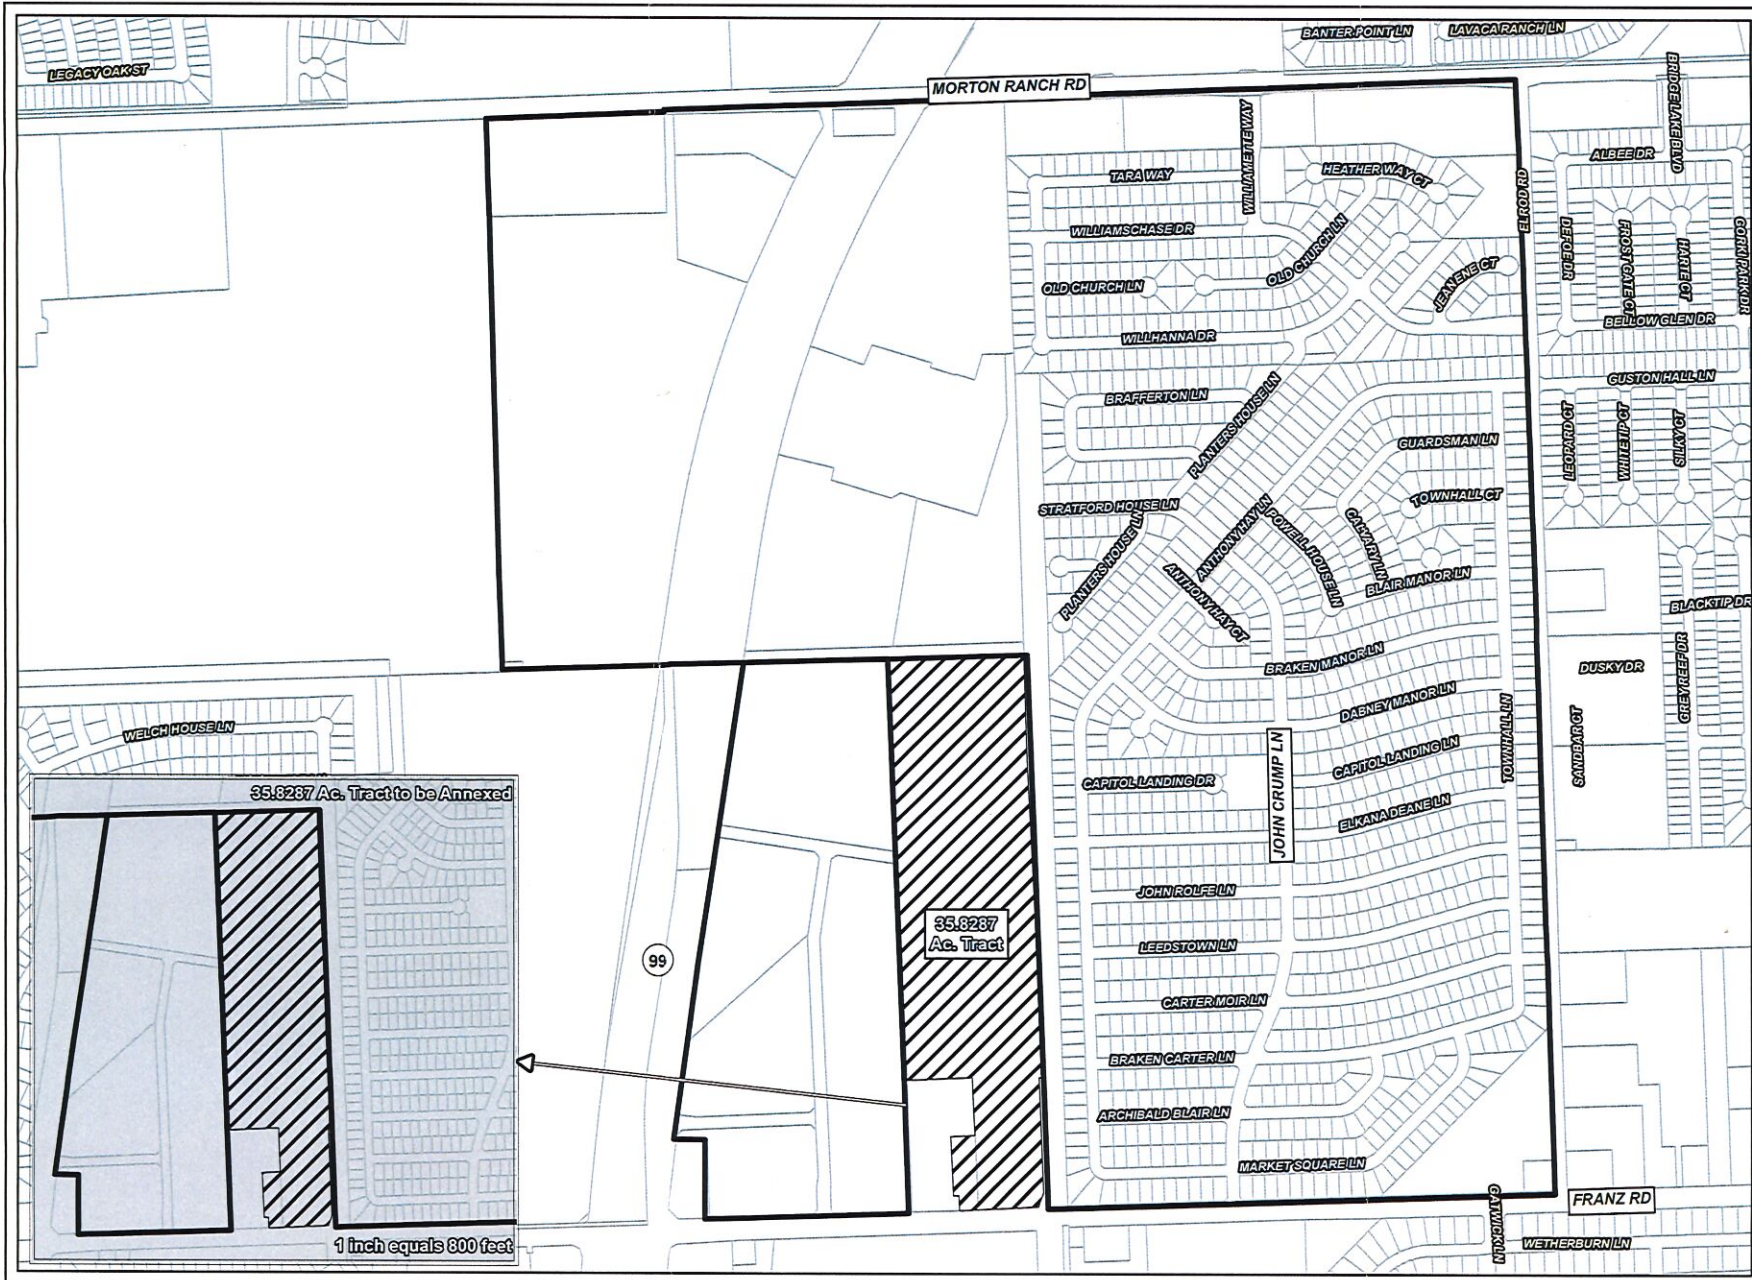 BANTER POINT LN
LAVACA RANCH LN
LEGACY OAK ST
MORTON RANCH RD
BRIDGE LAKE BLVD
WILLIAMETTE WAY
ALBEE DR
TARA WAY
HEATHER WAY CT
ELROD RD
WILLIAMSCHASE DR
OLD CHURCH LN
DEFOE DR
FROST GATE CT
HARTE CT
GORKI PARK DR
OLD CHURCH LN
JEANENE CT
BELLOW GLEN DR
WILLHANNA DR
GUSTON HALL LN
BRAFFERTON LN
PLANTERS HOUSE LN
GUARDSMAN LN
LEOPARD CT
WHITETIP CT
SILKY CT
STRATFORD HOUSE LN
TOWNHALL CT
PLANTERS HOUSE LN
ANTHONY HAY LN
POWELL HOUSE LN
CALVARY LN
ANTHONY HAY CT
BLAIR MANOR LN
BLACKTIP DR
BRAKEN MANOR LN
DUSKY DR
GREYREEF DR
DABNEY MANOR LN
TOWNHALL LN
SANDBAR CT
WELCH HOUSE LN
JOHN CRUMP LN
CAPITOL LANDING LN
CAPITOL LANDING DR
35.8287 Ac. Tract to be Annexed
ELKANA DEANE LN
JOHN ROLFE LN
35.8287
Ac. Tract
LEEDSTOWN LN
99
CARTER MOIR LN
BRAKEN CARTER LN
ARCHIBALD BLAIR LN
MARKET SQUARE LN
FRANZ RD
GATWICK LN
1 inch equals 800 feet
WETHERBURN LN